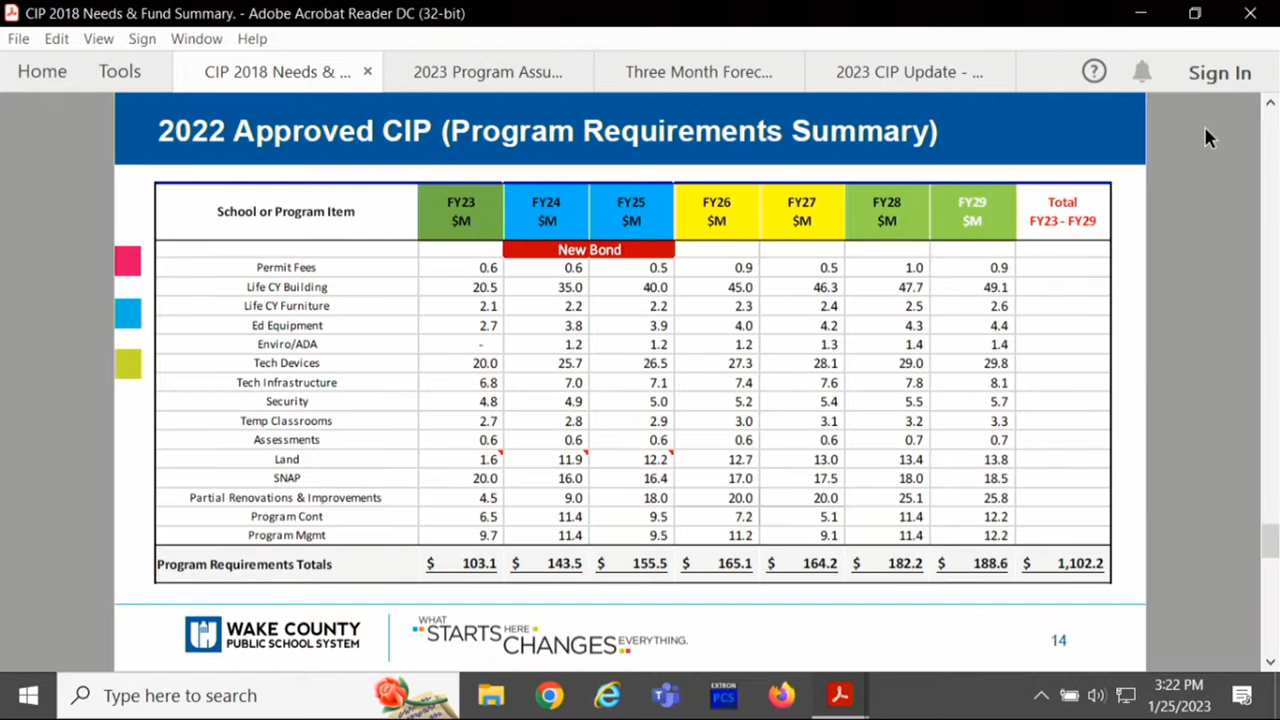 CIP 2018 Needs & Fund Summary. - Adobe Acrobat Reader DC (32-bit)
File Edit View Sign Window Help
Home Tools CIP 2018 Needs & ... × 2023 Program Assu... Three Month Forec... 2023 CIP Update - ... ? Sign In
2022 Approved CIP (Program Requirements Summary)
School or Program Item FY23 $M FY24 $M FY25 $M FY26 $M FY27 $M FY28 $M FY29 $M Total FY23 - FY29
New Bond
Permit Fees 0.6 0.6 0.5 0.9 0.5 1.0 0.9
Life CY Building 20.5 35.0 40.0 45.0 46.3 47.7 49.1
Life CY Furniture 2.1 2.2 2.2 2.3 2.4 2.5 2.6
Ed Equipment 2.7 3.8 3.9 4.0 4.2 4.3 4.4
Enviro/ADA - 1.2 1.2 1.2 1.3 1.4 1.4
Tech Devices 20.0 25.7 26.5 27.3 28.1 29.0 29.8
Tech Infrastructure 6.8 7.0 7.1 7.4 7.6 7.8 8.1
Security 4.8 4.9 5.0 5.2 5.4 5.5 5.7
Temp Classrooms 2.7 2.8 2.9 3.0 3.1 3.2 3.3
Assessments 0.6 0.6 0.6 0.6 0.6 0.7 0.7
Land 1.6 11.9 12.2 12.7 13.0 13.4 13.8
SNAP 20.0 16.0 16.4 17.0 17.5 18.0 18.5
Partial Renovations & Improvements 4.5 9.0 18.0 20.0 20.0 25.1 25.8
Program Cont 6.5 11.4 9.5 7.2 5.1 11.4 12.2
Program Mgmt 9.7 11.4 9.5 11.2 9.1 11.4 12.2
Program Requirements Totals $ 103.1 $ 143.5 $ 155.5 $ 165.1 $ 164.2 $ 182.2 $ 188.6 $ 1,102.2
WAKE COUNTY
PUBLIC SCHOOL SYSTEM
WHAT STARTS HERE CHANGES EVERYTHING.
14
Type here to search
EXTRON PCS
3:22 PM
1/25/2023